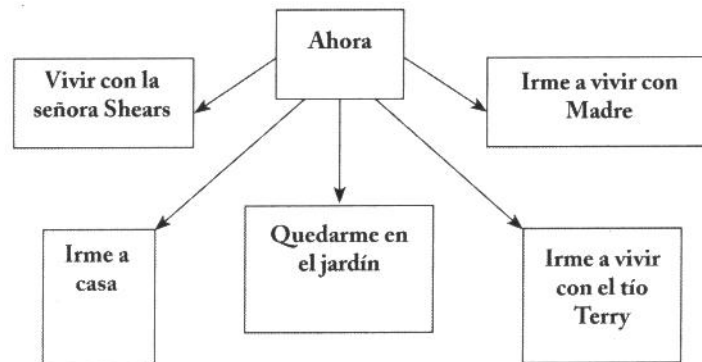 Ahora
Vivir con la
señora Shears
Irme a vivir con
Madre
Irme a
casa
Quedarme en
el jardín
Irme a vivir
con el tío
Terry